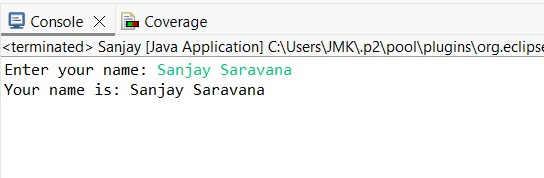 Console Coverage
<terminated> Sanjay [Java Application] C:\Users\JMK\.p2\pool\plugins\org.eclipse
Enter your name: Sanjay Saravana
Your name is: Sanjay Saravana